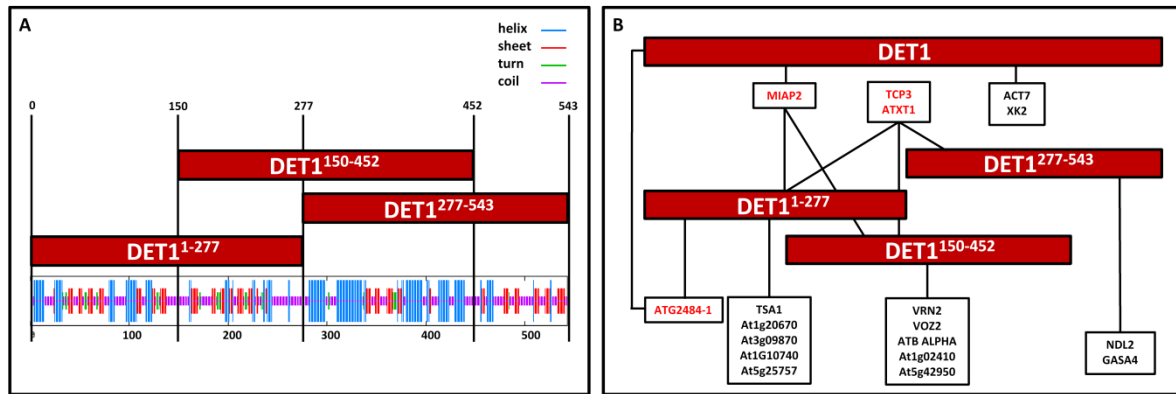 A
helix
sheet
turn
coil
0 150 277 452 543
DET1150-452
DET1277-543
DET11-277
0 100 200 300 400 500
B
DET1
MIAP2
TCP3
ATXT1
ACT7
XK2
DET1277-543
DET11-277
DET1150-452
ATG2484-1
TSA1
At1g20670
At3g09870
At1G10740
At5g25757
VRN2
VOZ2
ATB ALPHA
At1g02410
At5g42950
NDL2
GASA4